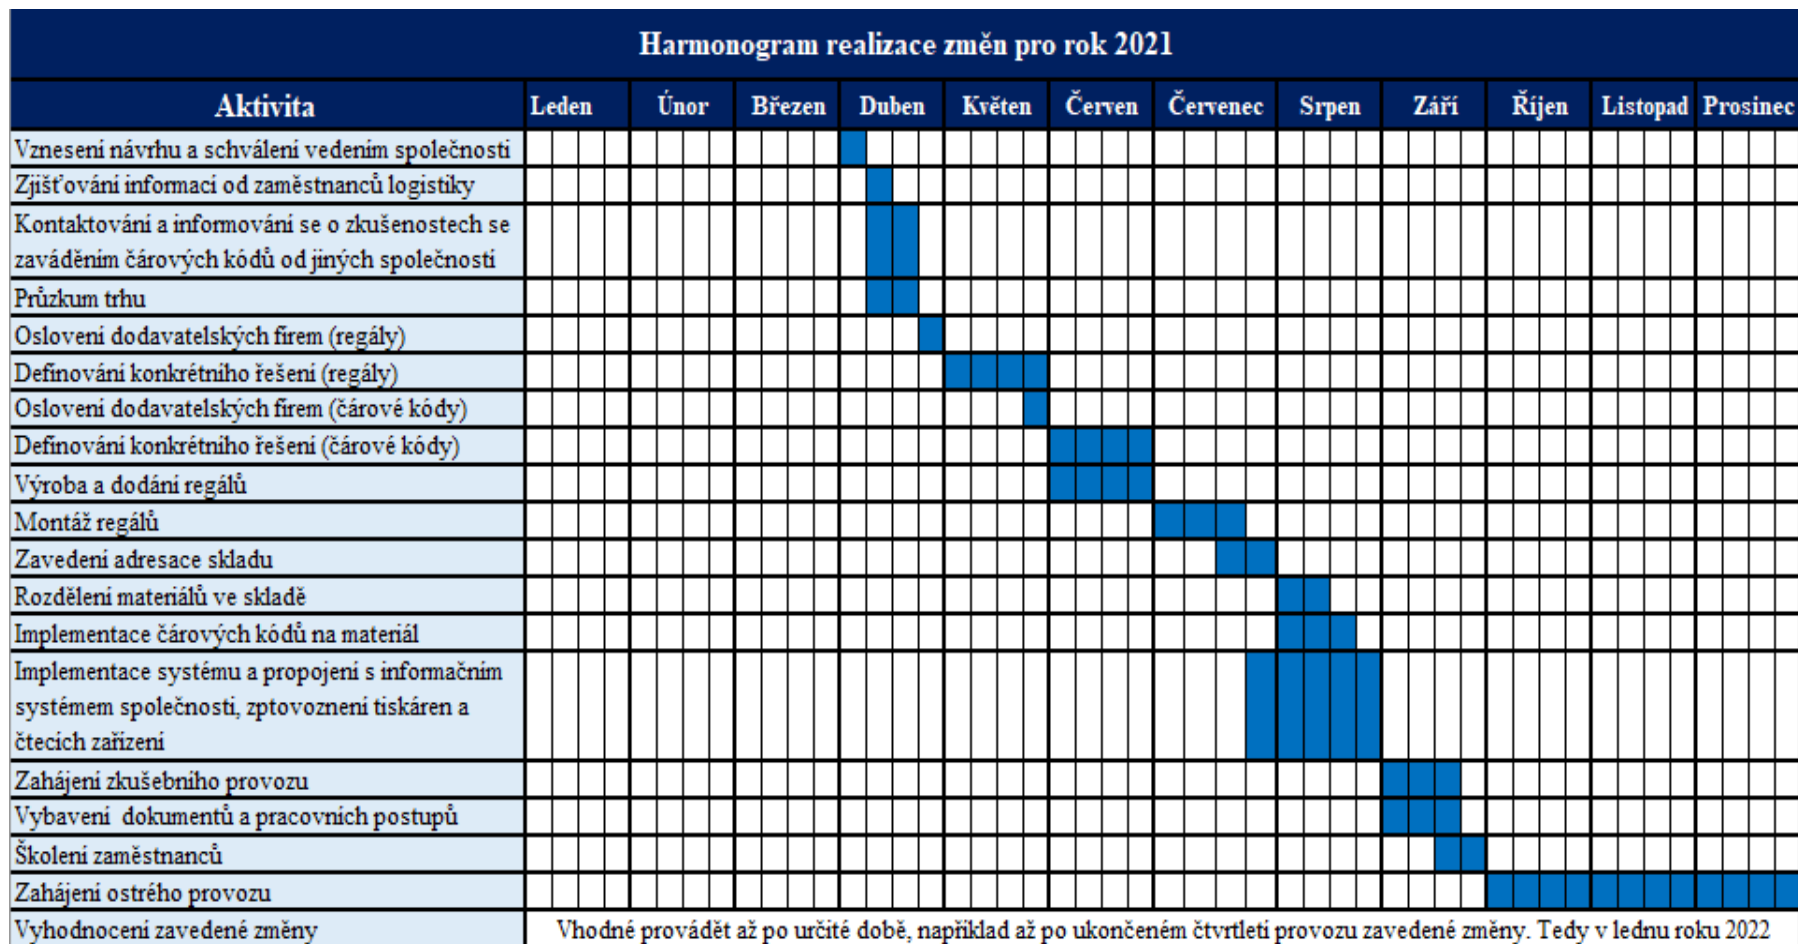 Harmonogram realizace změn pro rok 2021
Aktivita Leden Únor Březen Duben Květen Červen Červenec Srpen Září Říjen Listopad Prosinec
Vznesení návrhu a schválení vedením společnosti
Zjišťování informací od zaměstnanců logistiky
Kontaktování a informování se o zkušenostech se
zaváděním čárových kódů od jiných společností
Průzkum trhu
Oslovení dodavatelských firem (regály)
Definování konkrétního řešení (regály)
Oslovení dodavatelských firem (čárové kódy)
Definování konkrétního řešení (čárové kódy)
Výroba a dodání regálů
Montáž regálů
Zavedení adresace skladu
Rozdělení materiálů ve skladě
Implementace čárových kódů na materiál
Implementace systému a propojení s informačním
systémem společnosti, zptovoznení tiskáren a
čtecích zařízení
Zahájení zkušebního provozu
Vybavení dokumentů a pracovních postupů
Školení zaměstnanců
Zahájení ostrého provozu
Vyhodnocení zavedené změny Vhodné provádět až po určité době, například až po ukončeném čtvrtletí provozu zavedené změny. Tedy v lednu roku 2022